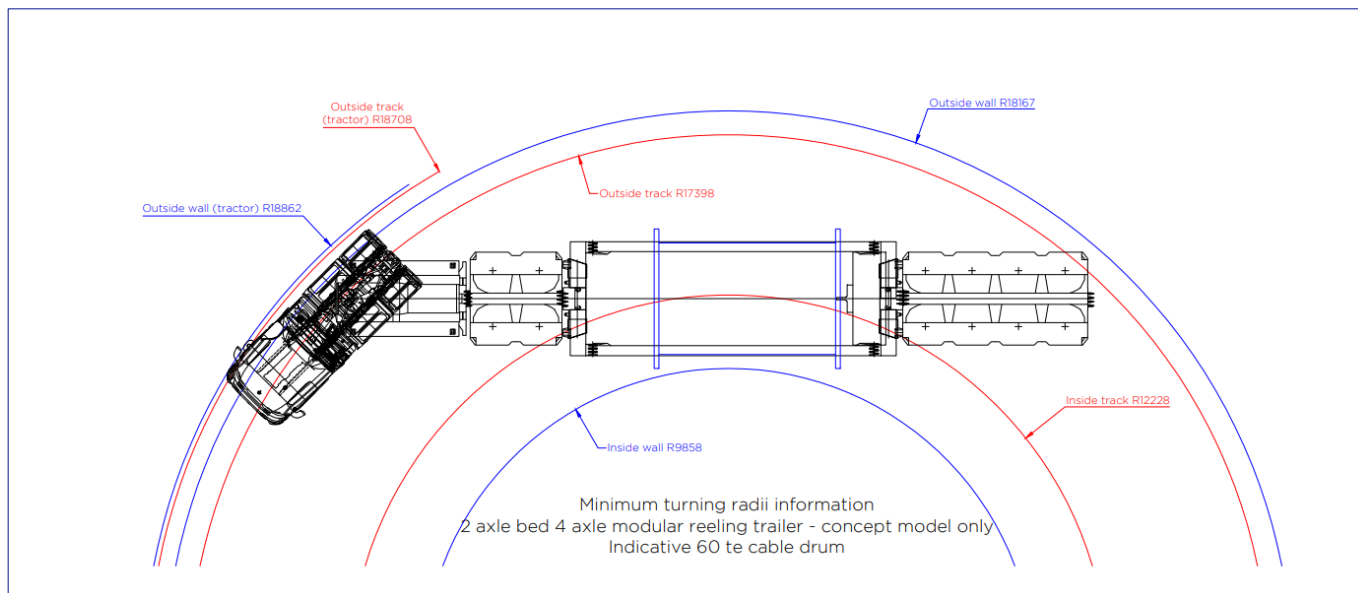 Outside wall R18167
Outside track
(tractor) R18708
Outside track R17398
Outside wall (tractor) R18862
Inside track R12228
Inside wall R9858
Minimum turning radii information
2 axle bed 4 axle modular reeling trailer - concept model only
Indicative 60 te cable drum